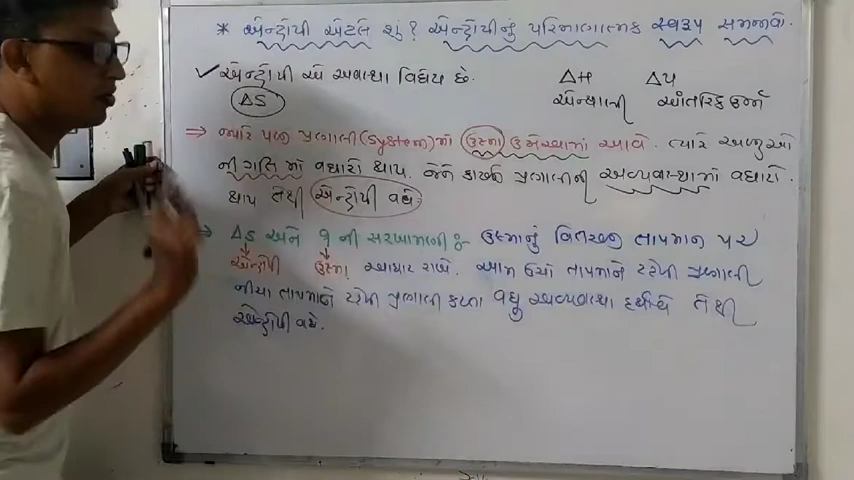 * એન્ટ્રોપી એટલે શું? એન્ટ્રોપીનું પરિમાણાત્મક સ્વરૂપ સમજાવો.
✓ એન્ટ્રોપી એ અવસ્થા વિધેય છે. ΔH ΔU
ΔS એન્થાલ્પી આંતરિક ઉર્જા
⇒ જ્યારે પણ પ્રણાલી(system)માં ઉષ્મા ઉમેરવામાં આવે. ત્યારે અણુઓ
ની ગતિ માં વધારો થાય. જેને કારણે પ્રણાલીની અવ્યવસ્થામાં વધારો.
થાય તેથી એન્ટ્રોપી વધે.
⇒ ΔS અને q ની સરખામણી :- ઉષ્માનું વિતરણ તાપમાન પર
એન્ટ્રોપી ઉષ્મા આધાર રાખે. આમ ઉંચા તાપમાને રહેલી પ્રણાલી
નીચા તાપમાને રહેલી પ્રણાલી કરતા વધુ અવ્યવસ્થા દર્શાવે તેથી
એન્ટ્રોપી વધે.